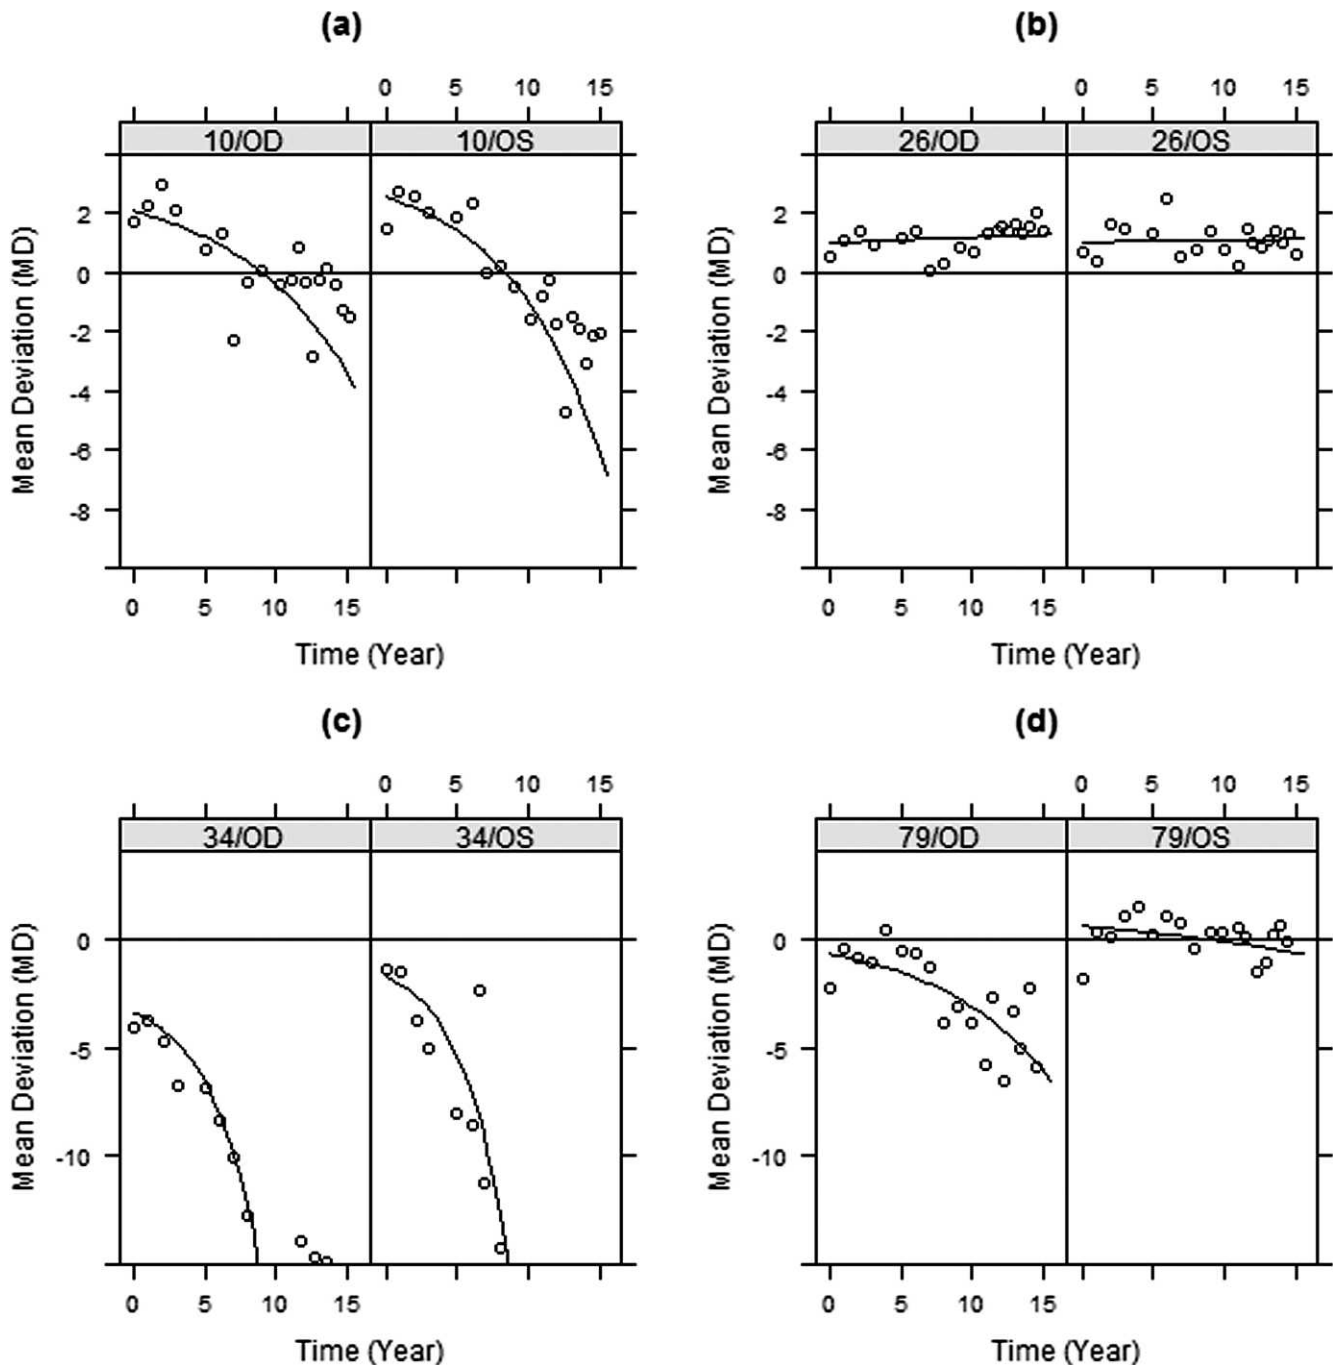 (a)
0 5 10 15
10/OD 10/OS
2
0
-2
-4
-6
-8
Mean Deviation (MD)
0 5 10 15
Time (Year)
(b)
0 5 10 15
26/OD 26/OS
2
0
-2
-4
-6
-8
Mean Deviation (MD)
0 5 10 15
Time (Year)
(c)
0 5 10 15
34/OD 34/OS
0
-5
-10
Mean Deviation (MD)
0 5 10 15
Time (Year)
(d)
0 5 10 15
79/OD 79/OS
0
-5
-10
Mean Deviation (MD)
0 5 10 15
Time (Year)